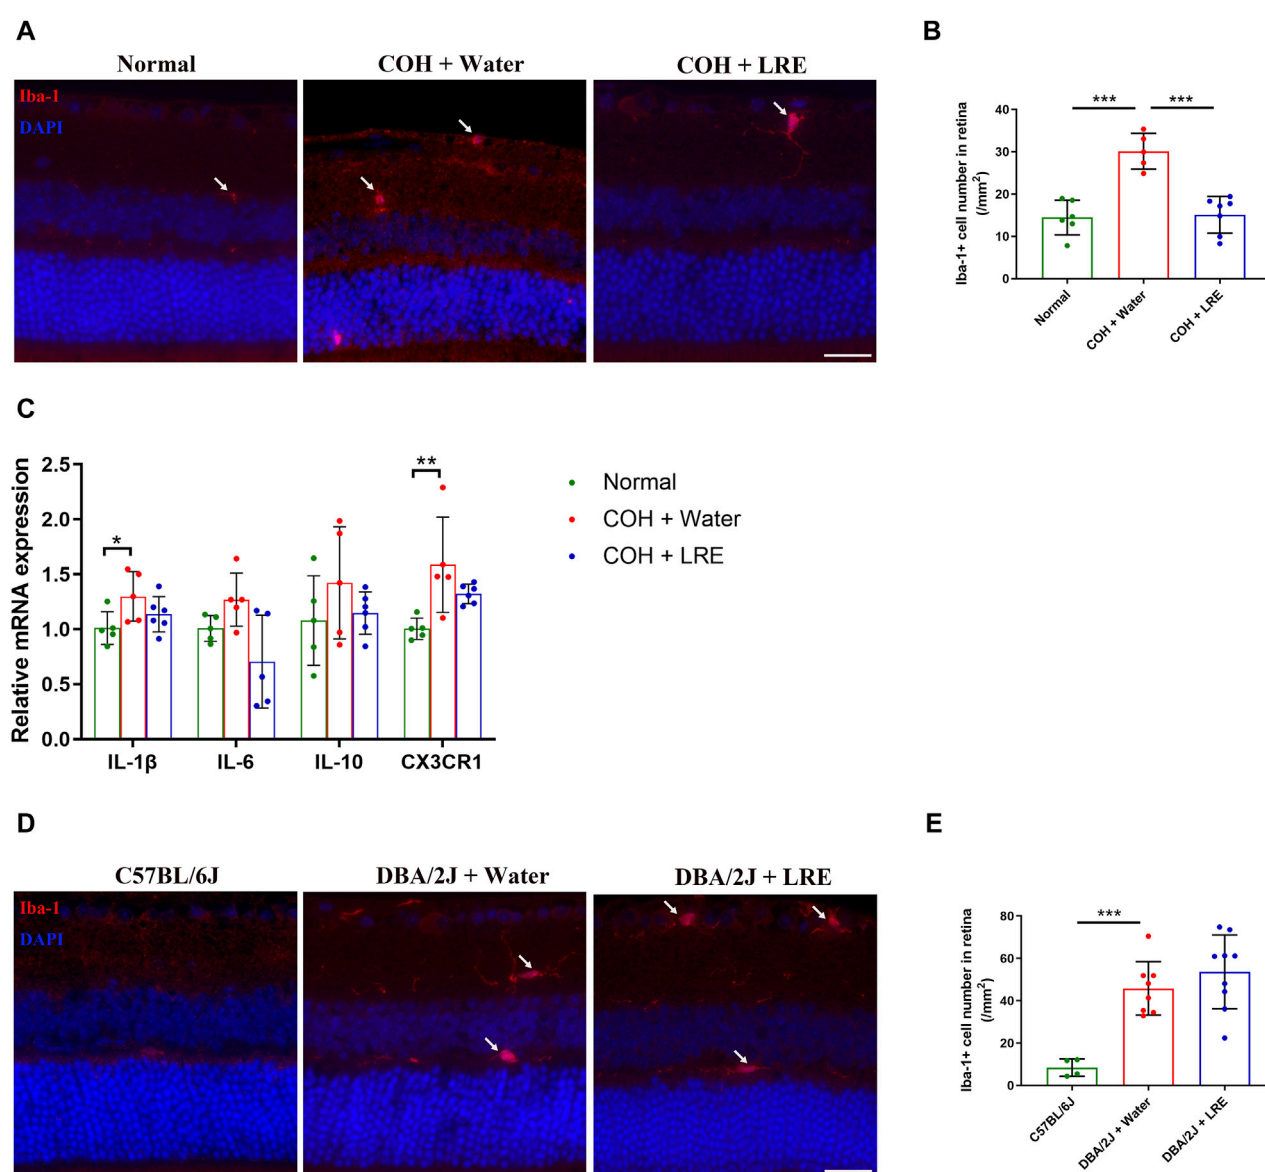 A
B
Normal
COH + Water
COH + LRE
Iba-1
DAPI
***
***
Iba-1+ cell number in retina
(/mm²)
40
30
20
10
0
Normal
COH + Water
COH + LRE
C
Relative mRNA expression
2.5
2.0
1.5
1.0
0.5
0.0
*
**
IL-1β
IL-6
IL-10
CX3CR1
Normal
COH + Water
COH + LRE
D
E
C57BL/6J
DBA/2J + Water
DBA/2J + LRE
Iba-1
DAPI
***
Iba-1+ cell number in retina
(/mm²)
80
60
40
20
0
C57BL/6J
DBA/2J + Water
DBA/2J + LRE